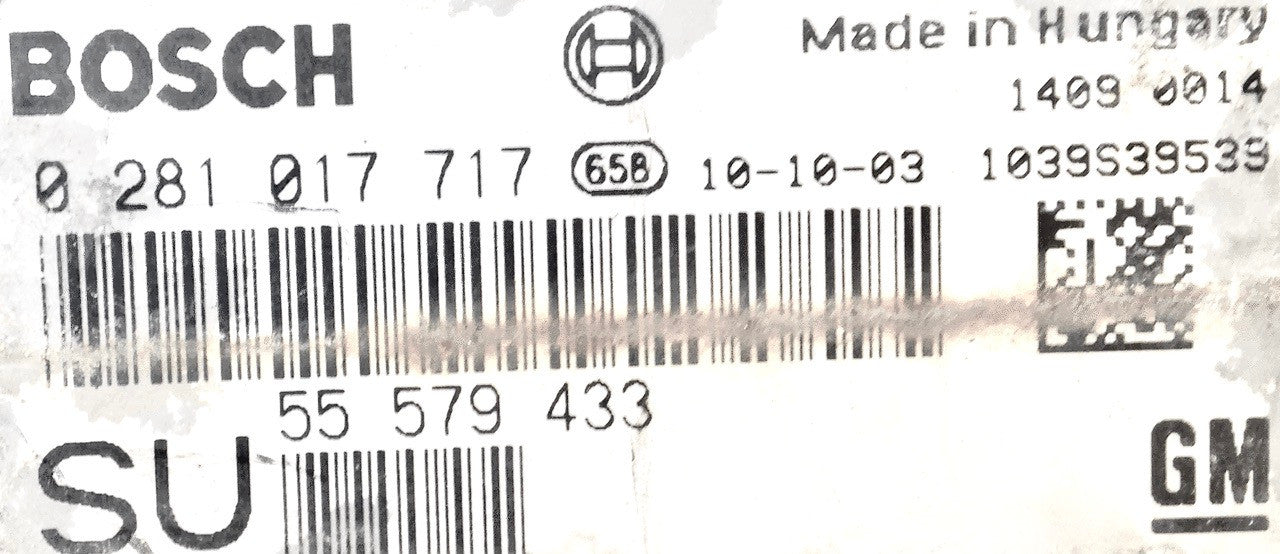 BOSCH
Made in Hungary
1409 0014
0 281 017 717 658 10-10-03 1039S39539
55 579 433
SU
GM